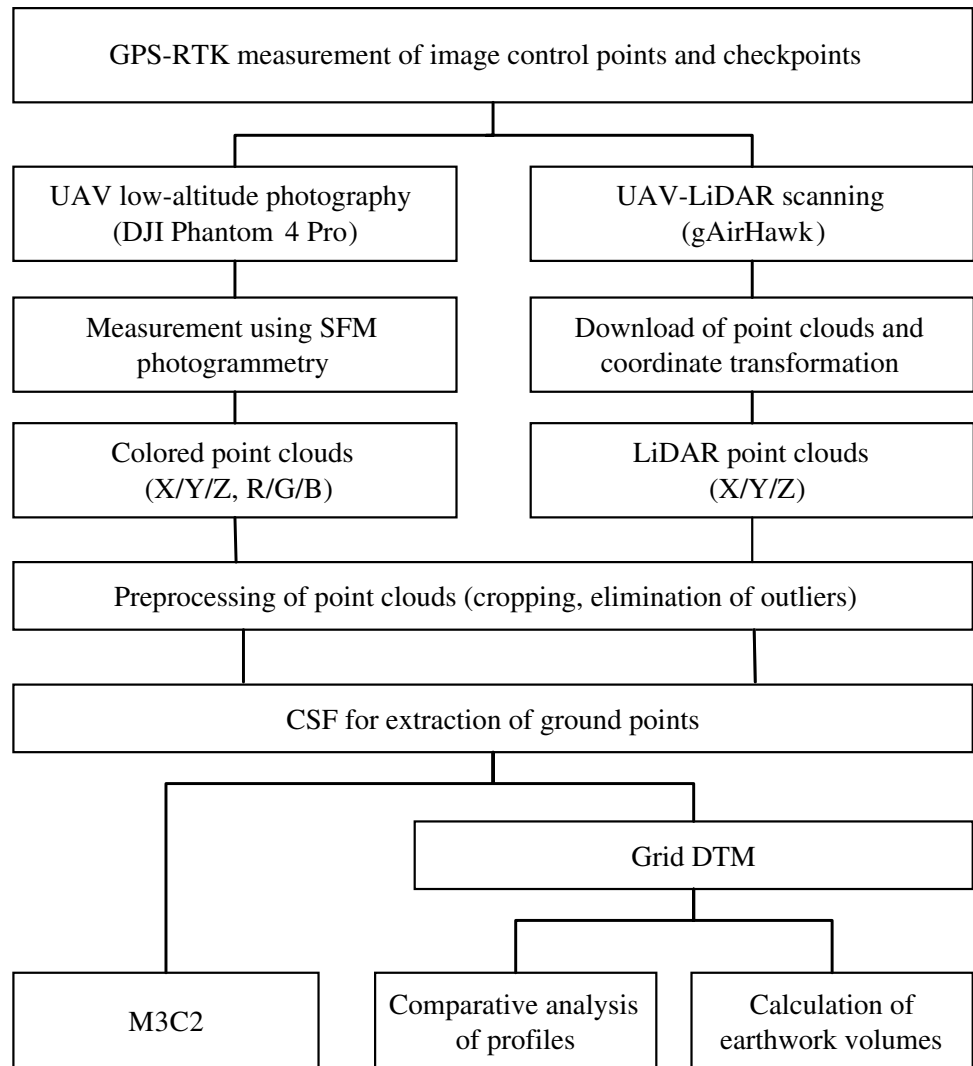 GPS-RTK measurement of image control points and checkpoints
UAV low-altitude photography
(DJI Phantom 4 Pro)
UAV-LiDAR scanning
(gAirHawk)
Measurement using SFM
photogrammetry
Download of point clouds and
coordinate transformation
Colored point clouds
(X/Y/Z, R/G/B)
LiDAR point clouds
(X/Y/Z)
Preprocessing of point clouds (cropping, elimination of outliers)
CSF for extraction of ground points
Grid DTM
M3C2
Comparative analysis
of profiles
Calculation of
earthwork volumes